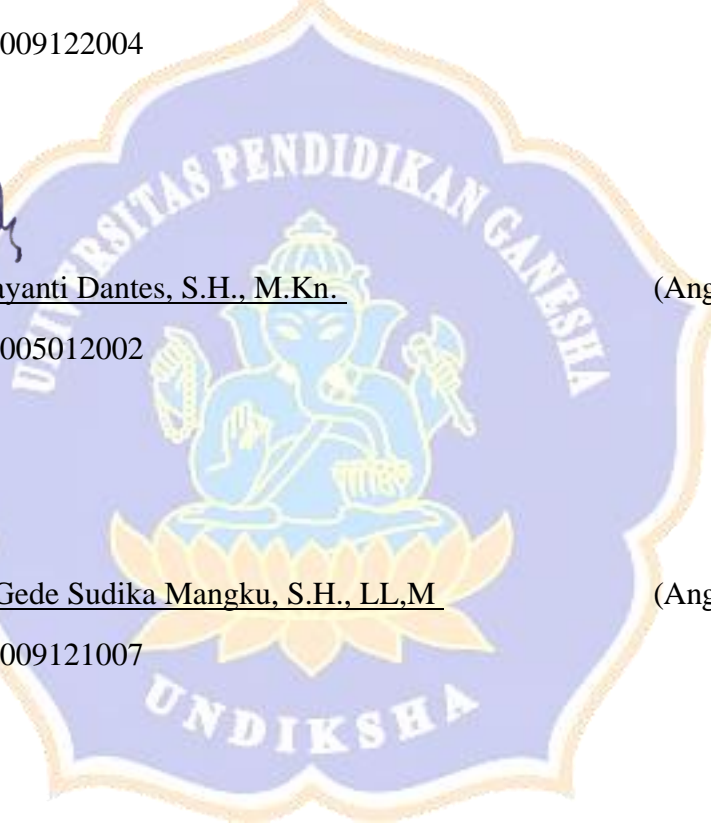 009122004
UNIVERSITAS PENDIDIKAN GANESHA
ayanti Dantes, S.H., M.Kn.
(Ang
005012002
Gede Sudika Mangku, S.H., LL,M
(Ang
009121007
UNDIKSHA